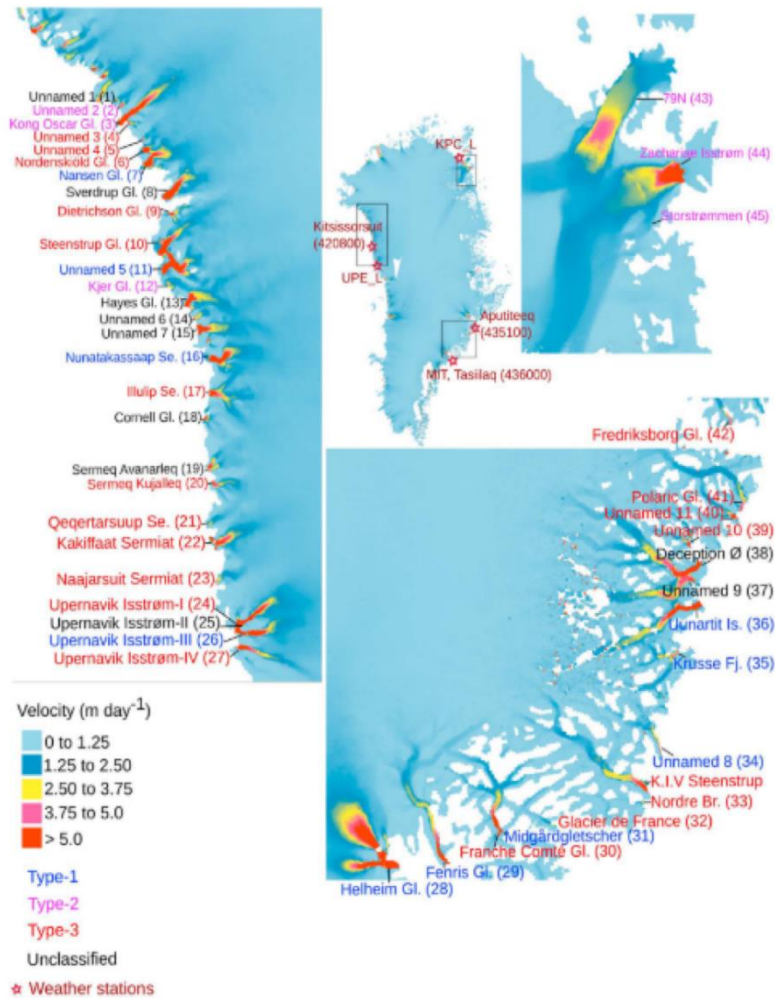 Unnamed 1 (1)
Unnamed 2 (2)
Kong Oscar Gl. (3)
Unnamed 3 (4)
Unnamed 4 (5)
Nordenskiöld Gl. (6)
Nansen Gl. (7)
Sverdrup Gl. (8)
Dietrichson Gl. (9)
Steenstrup Gl. (10)
Unnamed 5 (11)
Kjer Gl. (12)
Hayes Gl. (13)
Unnamed 6 (14)
Unnamed 7 (15)
Nunatakassaap Se. (16)
Illulip Se. (17)
Cornell Gl. (18)
Sermeq Avanarleq (19)
Sermeq Kujalleq (20)
Qeqertarsuup Se. (21)
Kakiffaat Sermiat (22)
Naajarsuit Sermiat (23)
Upernavik Isstrøm-I (24)
Upernavik Isstrøm-II (25)
Upernavik Isstrøm-III (26)
Upernavik Isstrøm-IV (27)
KPC_L
Kitsissorsuit
(420800)
UPE_L
Aputiteeq
(435100)
MIT, Tasiilaq (436000)
79N (43)
Zachariae Isstrøm (44)
Storstrømmen (45)
Fredriksborg Gl. (42)
Polaric Gl. (41)
Unnamed 11 (40)
Unnamed 10 (39)
Deception Ø (38)
Unnamed 9 (37)
Uunartit Is. (36)
Krusse Fj. (35)
Unnamed 8 (34)
K.I.V Steenstrup
Nordre Br. (33)
Glacier de France (32)
Midgårdgletscher (31)
Franche Comte Gl. (30)
Fenris Gl. (29)
Helheim Gl. (28)
Velocity (m day-1)
0 to 1.25
1.25 to 2.50
2.50 to 3.75
3.75 to 5.0
> 5.0
Type-1
Type-2
Type-3
Unclassified
Weather stations